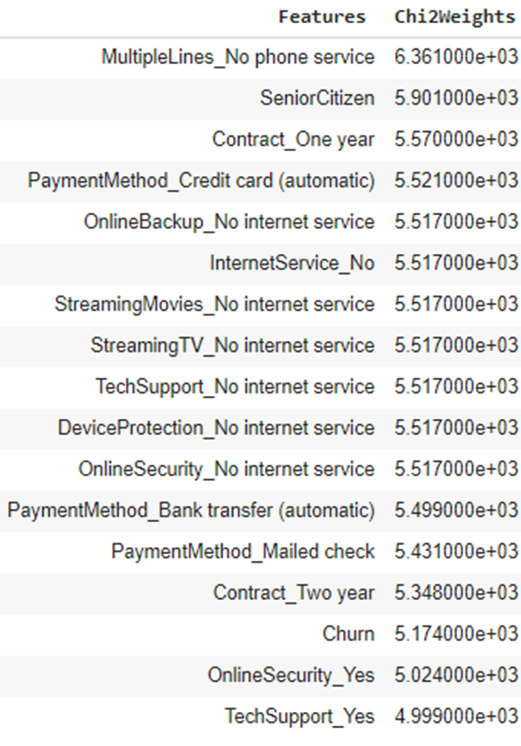 Features Chi2Weights
MultipleLines_No phone service 6.361000e+03
SeniorCitizen 5.901000e+03
Contract_One year 5.570000e+03
PaymentMethod_Credit card (automatic) 5.521000e+03
OnlineBackup_No internet service 5.517000e+03
InternetService_No 5.517000e+03
StreamingMovies_No internet service 5.517000e+03
StreamingTV_No internet service 5.517000e+03
TechSupport_No internet service 5.517000e+03
DeviceProtection_No internet service 5.517000e+03
OnlineSecurity_No internet service 5.517000e+03
PaymentMethod_Bank transfer (automatic) 5.499000e+03
PaymentMethod_Mailed check 5.431000e+03
Contract_Two year 5.348000e+03
Churn 5.174000e+03
OnlineSecurity_Yes 5.024000e+03
TechSupport_Yes 4.999000e+03